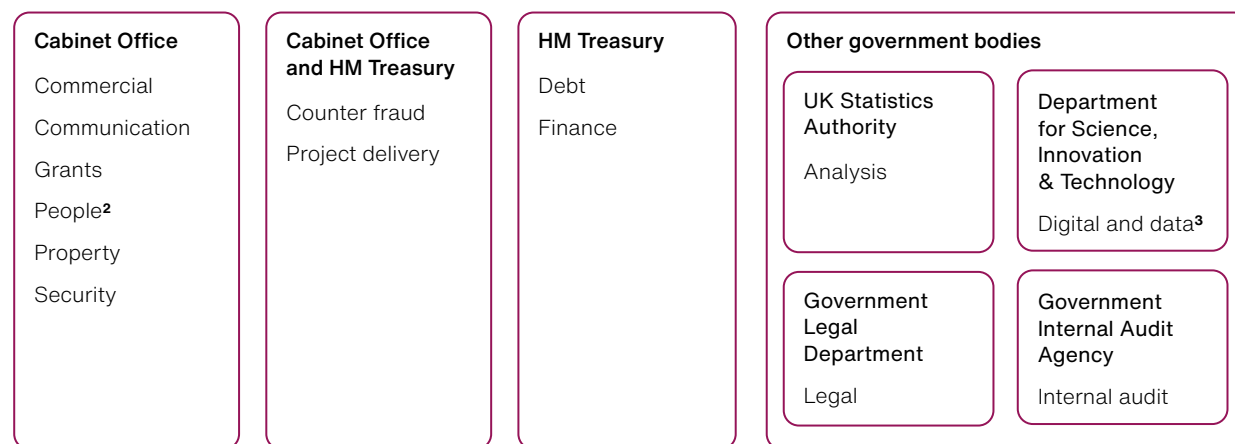 Cabinet Office
Commercial
Communication
Grants
People²
Property
Security
Cabinet Office
and HM Treasury
Counter fraud
Project delivery
HM Treasury
Debt
Finance
Other government bodies
UK Statistics
Authority
Analysis
Department
for Science,
Innovation
& Technology
Digital and data³
Government
Legal
Department
Legal
Government
Internal Audit
Agency
Internal audit